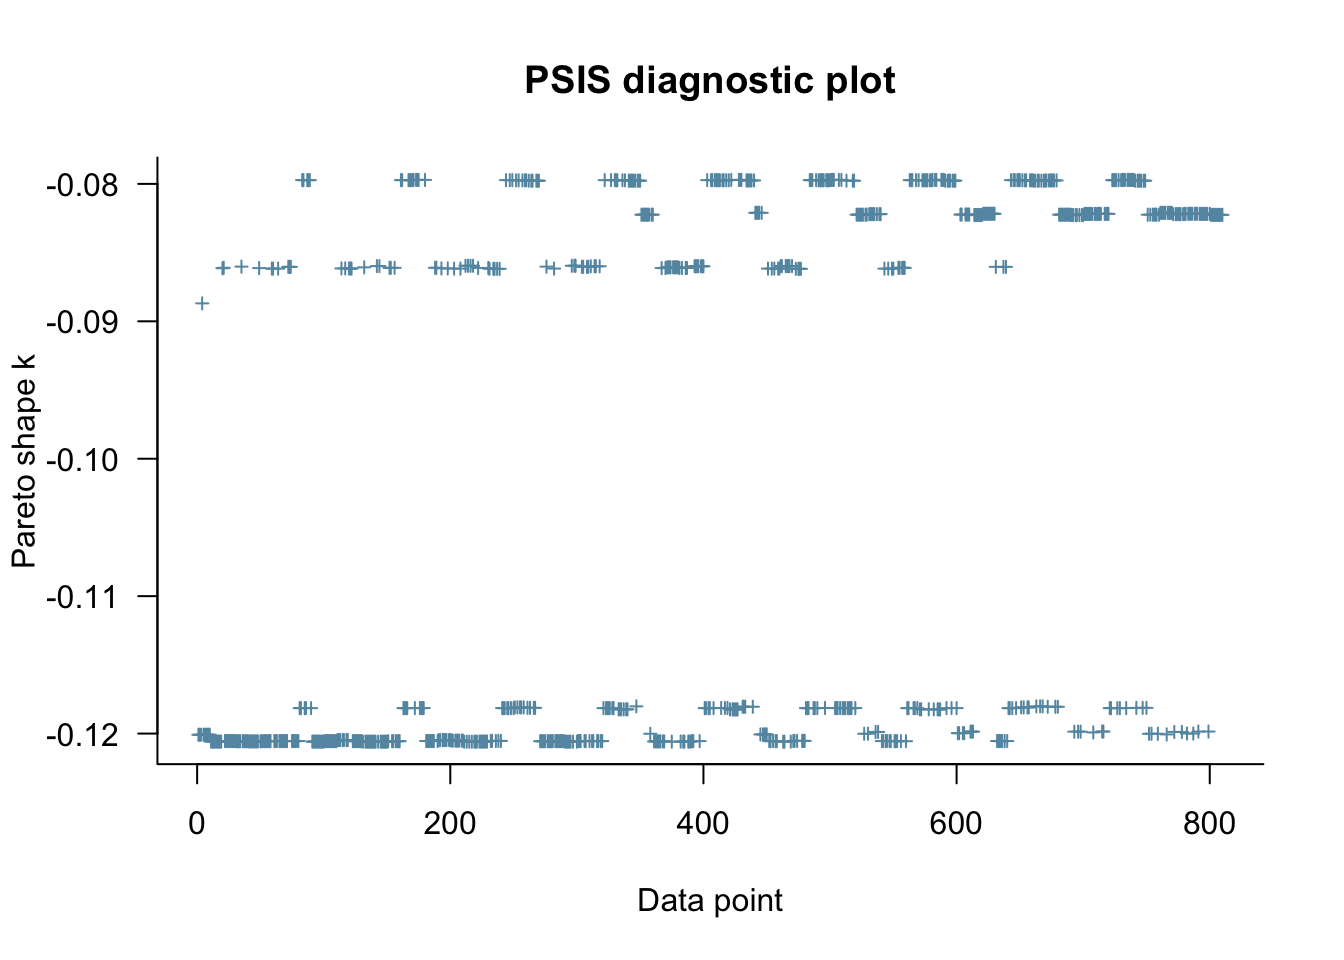 PSIS diagnostic plot
Pareto shape k
-0.08
-0.09
-0.10
-0.11
-0.12
0 200 400 600 800
Data point